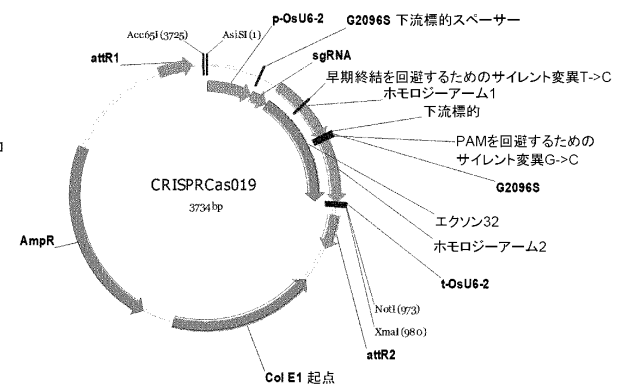 p-OsU6-2
Acc65I(3725)
AsiSI(1)
G2096S 下流標的スペーサー
attR1
sgRNA
早期終結を回避するためのサイレント変異T->C
ホモロジーアーム1
下流標的
PAMを回避するための
サイレント変異G->C
G2096S
CRISPRCas019
3734bp
エクソン32
ホモロジーアーム2
AmpR
t-OsU6-2
NotI(973)
XmaI(980)
attR2
Col E1 起点